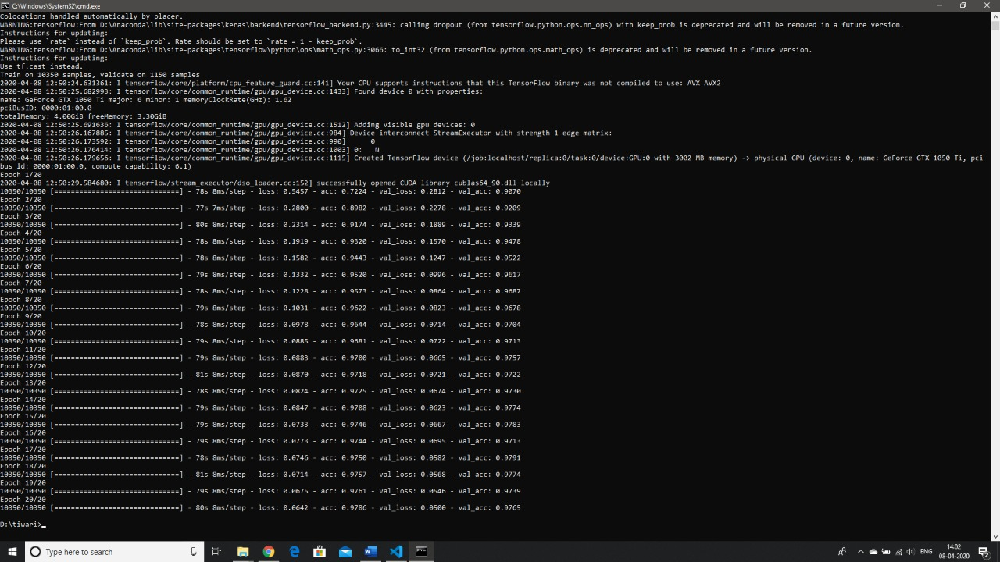 C:\Windows\System32\cmd.exe
Colocations handled automatically by placer.
WARNING:tensorflow:From D:\Anaconda\lib\site-packages\keras\backend\tensorflow_backend.py:3445: calling dropout (from tensorflow.python.ops.nn_ops) with keep_prob is deprecated and will be removed in a future version.
Instructions for updating:
Please use `rate` instead of `keep_prob`. Rate should be set to `rate = 1 - keep_prob`.
WARNING:tensorflow:From D:\Anaconda\lib\site-packages\tensorflow\python\ops\math_ops.py:3066: to_int32 (from tensorflow.python.ops.math_ops) is deprecated and will be removed in a future version.
Instructions for updating:
Use tf.cast instead.
Train on 10350 samples, validate on 1150 samples
2020-04-08 12:50:24.631361: I tensorflow/core/platform/cpu_feature_guard.cc:141] Your CPU supports instructions that this TensorFlow binary was not compiled to use: AVX AVX2
2020-04-08 12:50:25.682993: I tensorflow/core/common_runtime/gpu/gpu_device.cc:1433] Found device 0 with properties:
name: GeForce GTX 1050 Ti major: 6 minor: 1 memoryClockRate(GHz): 1.62
pciBusID: 0000:01:00.0
totalMemory: 4.00GiB freeMemory: 3.30GiB
2020-04-08 12:50:25.691636: I tensorflow/core/common_runtime/gpu/gpu_device.cc:1512] Adding visible gpu devices: 0
2020-04-08 12:50:26.167885: I tensorflow/core/common_runtime/gpu/gpu_device.cc:984] Device interconnect StreamExecutor with strength 1 edge matrix:
2020-04-08 12:50:26.173592: I tensorflow/core/common_runtime/gpu/gpu_device.cc:990]      0
2020-04-08 12:50:26.176414: I tensorflow/core/common_runtime/gpu/gpu_device.cc:1003] 0:   N
2020-04-08 12:50:26.179656: I tensorflow/core/common_runtime/gpu/gpu_device.cc:1115] Created TensorFlow device (/job:localhost/replica:0/task:0/device:GPU:0 with 3002 MB memory) -> physical GPU (device: 0, name: GeForce GTX 1050 Ti, pci
bus id: 0000:01:00.0, compute capability: 6.1)
Epoch 1/20
2020-04-08 12:50:29.584680: I tensorflow/stream_executor/dso_loader.cc:152] successfully opened CUDA library cublas64_90.dll locally
10350/10350 [==============================] - 78s 8ms/step - loss: 0.5457 - acc: 0.7224 - val_loss: 0.2812 - val_acc: 0.9070
Epoch 2/20
10350/10350 [==============================] - 77s 7ms/step - loss: 0.2800 - acc: 0.8982 - val_loss: 0.2278 - val_acc: 0.9209
Epoch 3/20
10350/10350 [==============================] - 80s 8ms/step - loss: 0.2314 - acc: 0.9174 - val_loss: 0.1889 - val_acc: 0.9339
Epoch 4/20
10350/10350 [==============================] - 78s 8ms/step - loss: 0.1919 - acc: 0.9320 - val_loss: 0.1570 - val_acc: 0.9478
Epoch 5/20
10350/10350 [==============================] - 78s 8ms/step - loss: 0.1582 - acc: 0.9443 - val_loss: 0.1247 - val_acc: 0.9522
Epoch 6/20
10350/10350 [==============================] - 79s 8ms/step - loss: 0.1332 - acc: 0.9520 - val_loss: 0.0996 - val_acc: 0.9617
Epoch 7/20
10350/10350 [==============================] - 78s 8ms/step - loss: 0.1228 - acc: 0.9573 - val_loss: 0.0864 - val_acc: 0.9687
Epoch 8/20
10350/10350 [==============================] - 79s 8ms/step - loss: 0.1031 - acc: 0.9622 - val_loss: 0.0823 - val_acc: 0.9678
Epoch 9/20
10350/10350 [==============================] - 78s 8ms/step - loss: 0.0978 - acc: 0.9644 - val_loss: 0.0714 - val_acc: 0.9704
Epoch 10/20
10350/10350 [==============================] - 79s 8ms/step - loss: 0.0885 - acc: 0.9681 - val_loss: 0.0722 - val_acc: 0.9713
Epoch 11/20
10350/10350 [==============================] - 79s 8ms/step - loss: 0.0883 - acc: 0.9700 - val_loss: 0.0665 - val_acc: 0.9757
Epoch 12/20
10350/10350 [==============================] - 81s 8ms/step - loss: 0.0870 - acc: 0.9718 - val_loss: 0.0721 - val_acc: 0.9722
Epoch 13/20
10350/10350 [==============================] - 78s 8ms/step - loss: 0.0824 - acc: 0.9725 - val_loss: 0.0674 - val_acc: 0.9730
Epoch 14/20
10350/10350 [==============================] - 79s 8ms/step - loss: 0.0847 - acc: 0.9708 - val_loss: 0.0623 - val_acc: 0.9774
Epoch 15/20
10350/10350 [==============================] - 79s 8ms/step - loss: 0.0733 - acc: 0.9746 - val_loss: 0.0667 - val_acc: 0.9783
Epoch 16/20
10350/10350 [==============================] - 79s 8ms/step - loss: 0.0773 - acc: 0.9744 - val_loss: 0.0695 - val_acc: 0.9713
Epoch 17/20
10350/10350 [==============================] - 78s 8ms/step - loss: 0.0746 - acc: 0.9750 - val_loss: 0.0582 - val_acc: 0.9791
Epoch 18/20
10350/10350 [==============================] - 81s 8ms/step - loss: 0.0714 - acc: 0.9757 - val_loss: 0.0568 - val_acc: 0.9774
Epoch 19/20
10350/10350 [==============================] - 79s 8ms/step - loss: 0.0675 - acc: 0.9761 - val_loss: 0.0546 - val_acc: 0.9739
Epoch 20/20
10350/10350 [==============================] - 80s 8ms/step - loss: 0.0642 - acc: 0.9786 - val_loss: 0.0500 - val_acc: 0.9765
D:\tiwari>_
Type here to search
ENG
14:02
08-04-2020
2